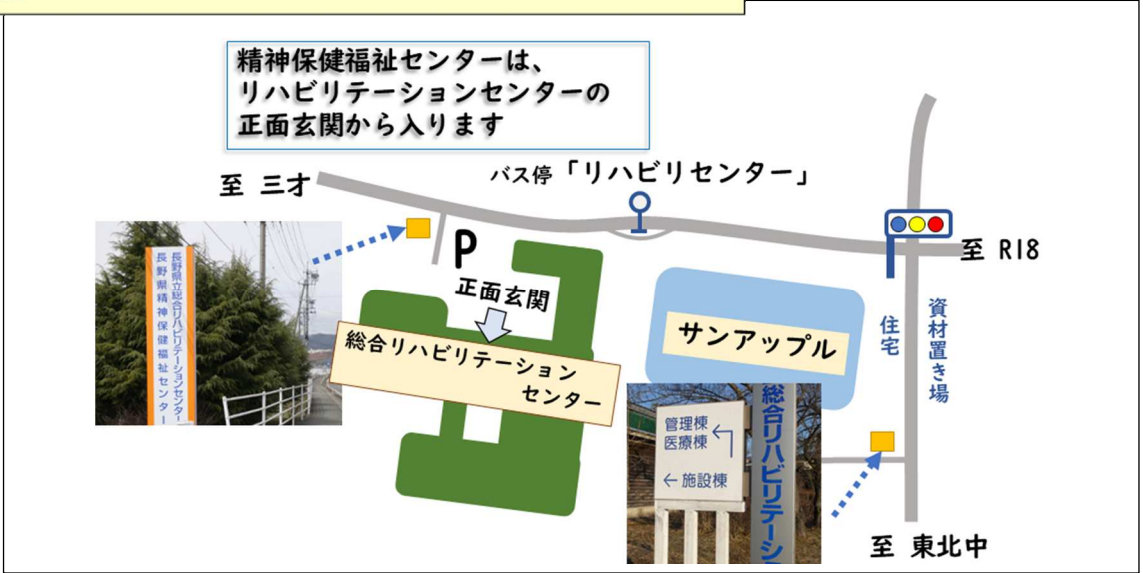 精神保健福祉センターは、
リハビリテーションセンターの
正面玄関から入ります
バス停「リハビリセンター」
至 三才
至 R18
P
正面玄関
総合リハビリテーション
センター
サンアップル
住宅
資材置き場
長野県立総合リハビリテーションセンター
長野県精神保健福祉センター
管理棟
医療棟
←施設棟
総合リハビリテーシ
至 東北中